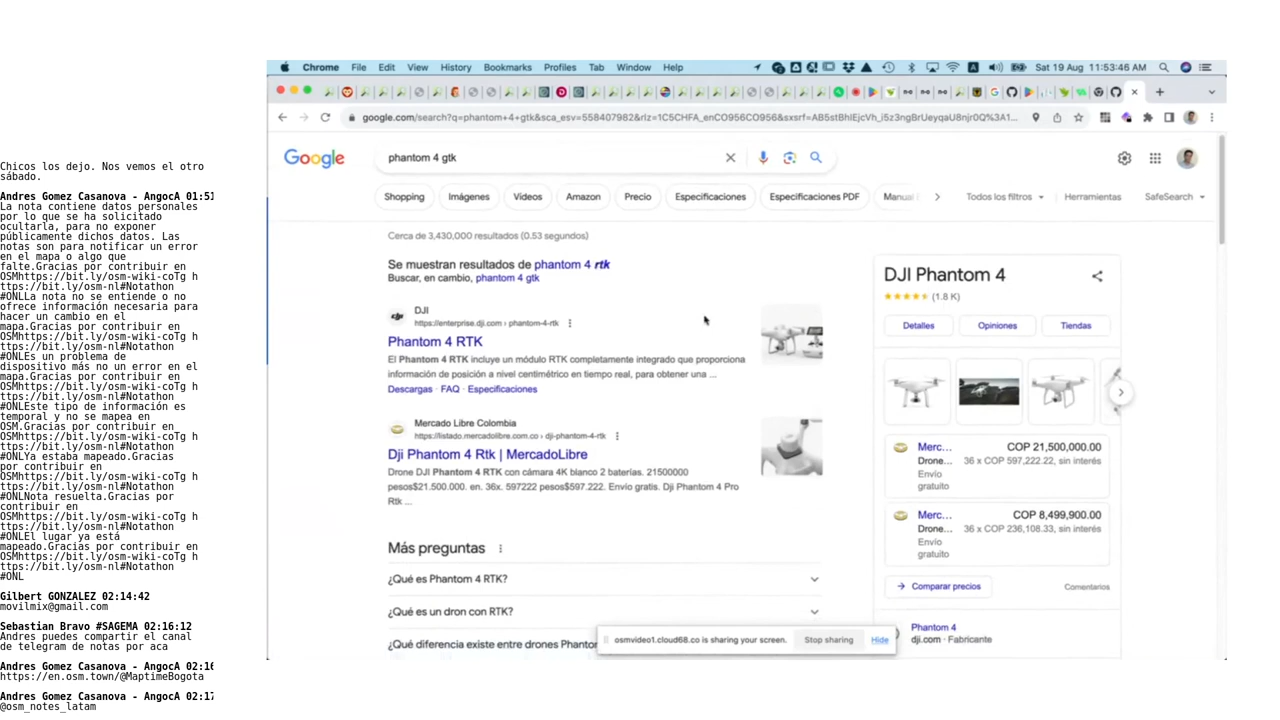 Chicos los dejo. Nos vemos el otro
sábado.
Andres Gomez Casanova - AngocA 01:51
La nota contiene datos personales
por lo que se ha solicitado
ocultarla, para no exponer
públicamente dichos datos. Las
notas son para notificar un error
en el mapa o algo que
falte.Gracias por contribuir en
OSMhttps://bit.ly/osm-wiki-coTg h
ttps://bit.ly/osm-nl#Notathon
#ONLLa nota no se entiende o no
ofrece información necesaria para
hacer un cambio en el
mapa.Gracias por contribuir en
OSMhttps://bit.ly/osm-wiki-coTg h
ttps://bit.ly/osm-nl#Notathon
#ONLEs un problema de
dispositivo más no un error en el
mapa.Gracias por contribuir en
OSMhttps://bit.ly/osm-wiki-coTg h
ttps://bit.ly/osm-nl#Notathon
#ONLEste tipo de información es
temporal y no se mapea en
OSM.Gracias por contribuir en
OSMhttps://bit.ly/osm-wiki-coTg h
ttps://bit.ly/osm-nl#Notathon
#ONLYa estaba mapeado.Gracias
por contribuir en
OSMhttps://bit.ly/osm-wiki-coTg h
ttps://bit.ly/osm-nl#Notathon
#ONLNota resuelta.Gracias por
contribuir en
OSMhttps://bit.ly/osm-wiki-coTg h
ttps://bit.ly/osm-nl#Notathon
#ONLEl lugar ya está
mapeado.Gracias por contribuir en
OSMhttps://bit.ly/osm-wiki-coTg h
ttps://bit.ly/osm-nl#Notathon
#ONL
Gilbert GONZALEZ 02:14:42
movilmix@gmail.com
Sebastian Bravo #SAGEMA 02:16:12
Andres puedes compartir el canal
de telegram de notas por aca
Andres Gomez Casanova - AngocA 02:16
https://en.osm.town/@MaptimeBogota
Andres Gomez Casanova - AngocA 02:17
@osm_notes_latam
Chrome File Edit View History Bookmarks Profiles Tab Window Help Sat 19 Aug 11:53:46 AM
google.com/search?q=phantom+4+gtk&sca_esv=558407982&rlz=1C5CHFA_enCO956CO956&sxsrf=AB5stBhIEjcVh_i5z3ngBrUeyqaU8njr0Q%3A1...
Google
phantom 4 gtk
Shopping Imágenes Videos Amazon Precio Especificaciones Especificaciones PDF Manual Todos los filtros Herramientas SafeSearch
Cerca de 3,430,000 resultados (0.53 segundos)
Se muestran resultados de phantom 4 rtk
Buscar, en cambio, phantom 4 gtk
DJI
https://enterprise.dji.com › phantom-4-rtk
Phantom 4 RTK
El Phantom 4 RTK incluye un módulo RTK completamente integrado que proporciona
información de posición a nivel centimétrico en tiempo real, para obtener una ...
Descargas · FAQ · Especificaciones
Mercado Libre Colombia
https://listado.mercadolibre.com.co › dji-phantom-4-rtk
Dji Phantom 4 Rtk | MercadoLibre
Drone DJI Phantom 4 RTK con cámara 4K blanco 2 baterías. 21500000
pesos$21.500.000. en. 36x. 597222 pesos$597.222. Envío gratis. Dji Phantom 4 Pro
Rtk ...
Más preguntas
¿Qué es Phantom 4 RTK?
¿Qué es un dron con RTK?
¿Qué diferencia existe entre drones Phantom
DJI Phantom 4
(1.8 K)
Detalles Opiniones Tiendas
Merc... COP 21,500,000.00
Drone... 36 x COP 597,222.22, sin interés
Envío
gratuito
Merc... COP 8,499,900.00
Drone... 36 x COP 236,108.33, sin interés
Envío
gratuito
Comparar precios Comentarios
Phantom 4
dji.com · Fabricante
osmvideo1.cloud68.co is sharing your screen. Stop sharing Hide